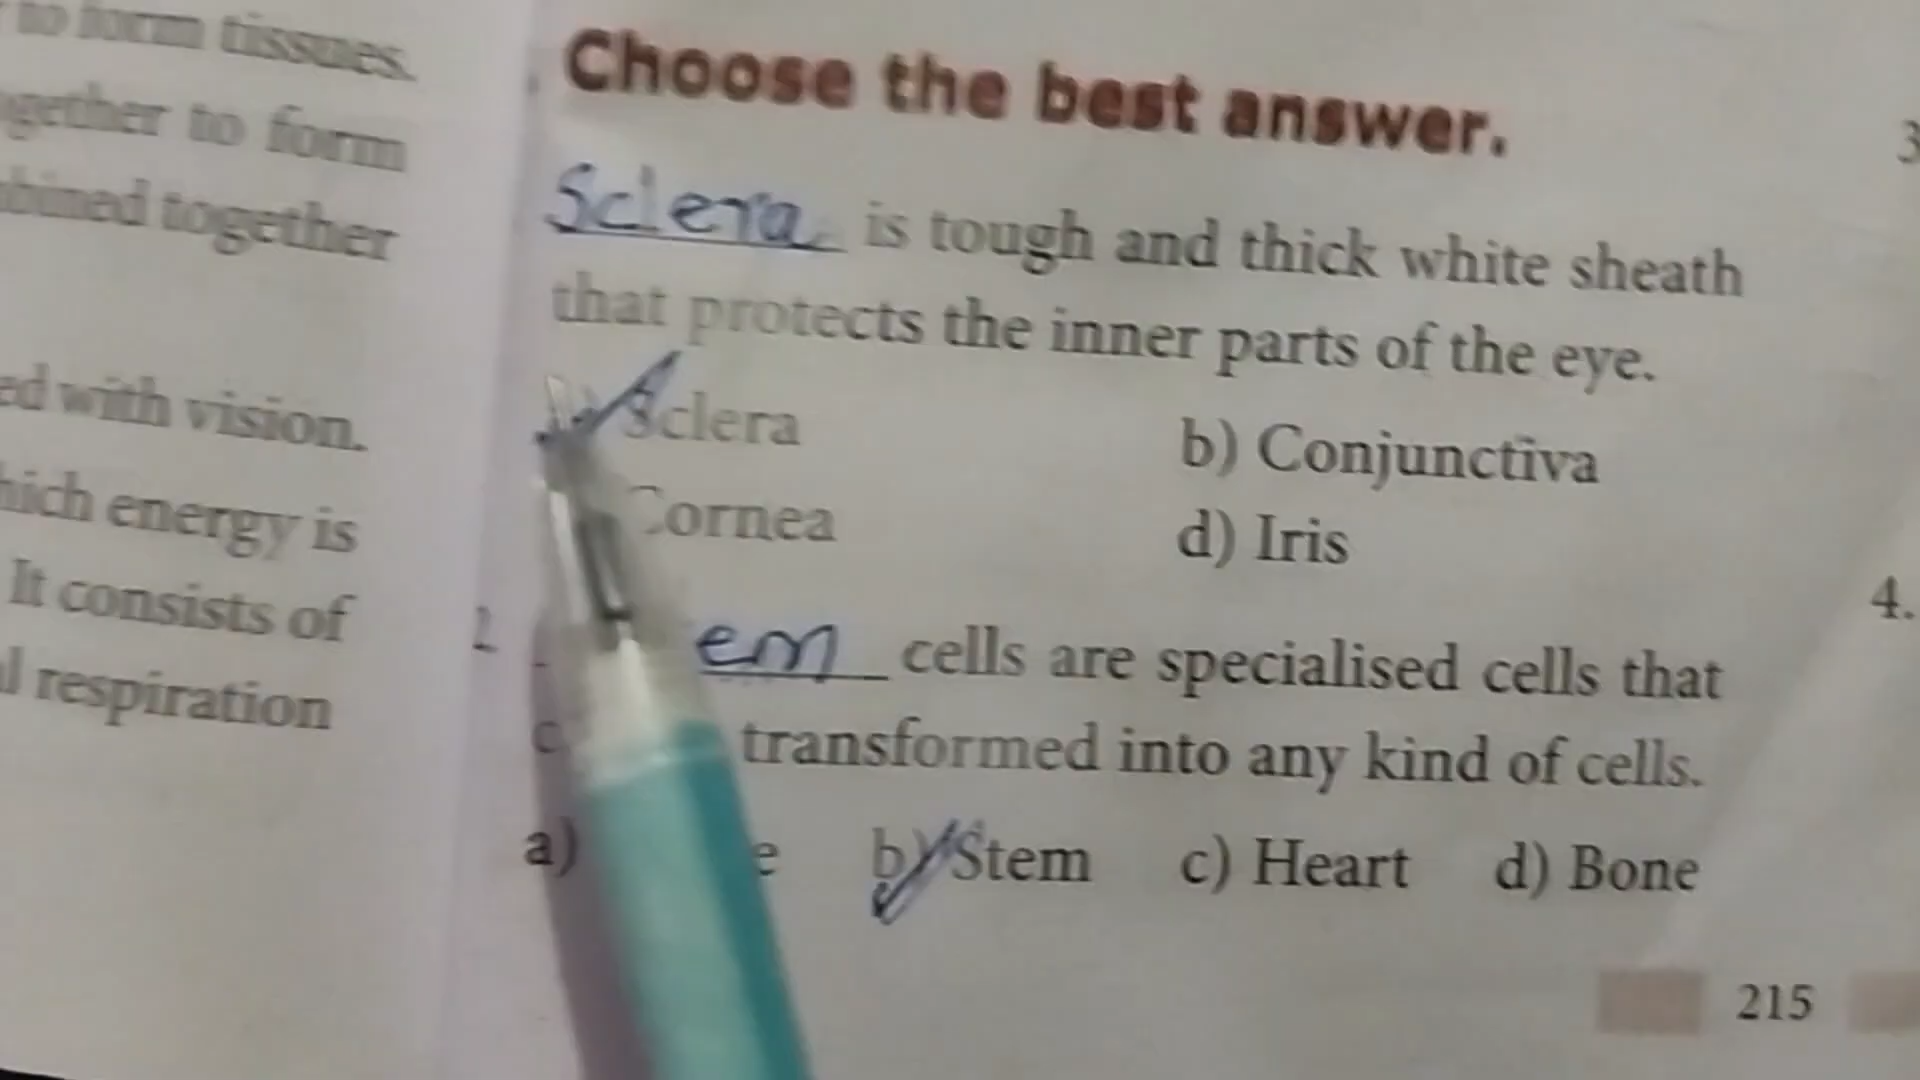 to form tissues.
gether to form
bined together
ed with vision.
hich energy is
It consists of
l respiration
Choose the best answer.
Sclera is tough and thick white sheath
that protects the inner parts of the eye.
Sclera b) Conjunctiva
Cornea d) Iris
2. em cells are specialised cells that
transformed into any kind of cells.
a) e b) Stem c) Heart d) Bone
215
3
4.